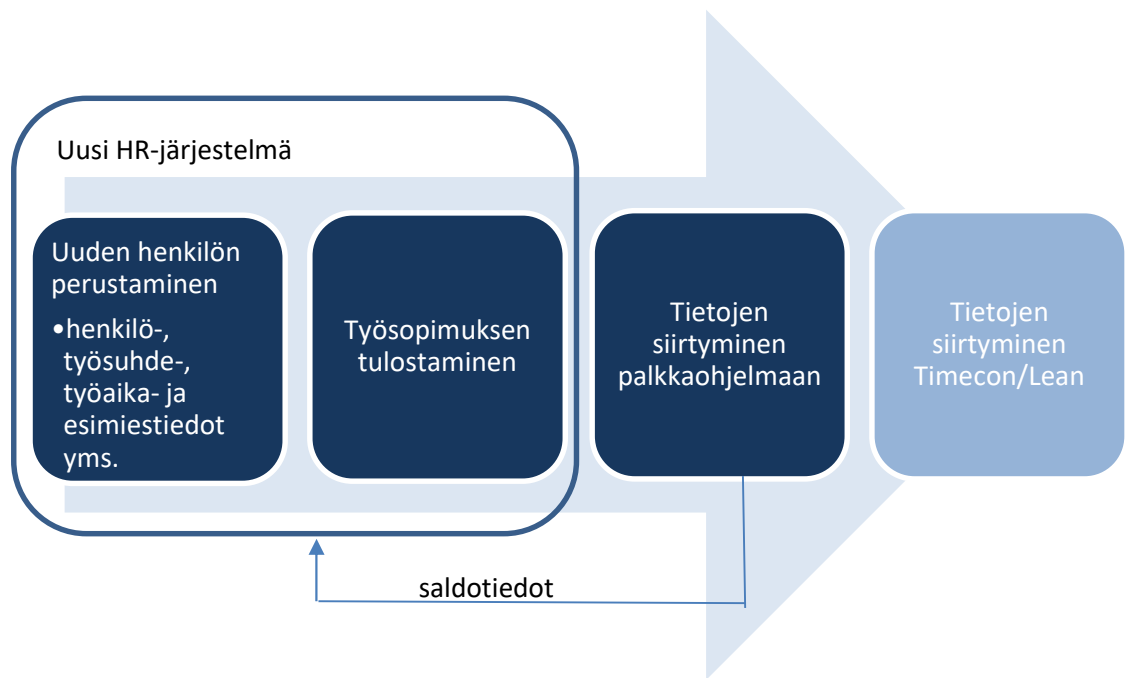 Uusi HR-järjestelmä
Uuden henkilön
perustaminen
•henkilö-,
työsuhde-,
työaika- ja
esimiestiedot
yms.
Työsopimuksen
tulostaminen
Tietojen
siirtyminen
palkkaohjelmaan
Tietojen
siirtyminen
Timecon/Lean
saldotiedot